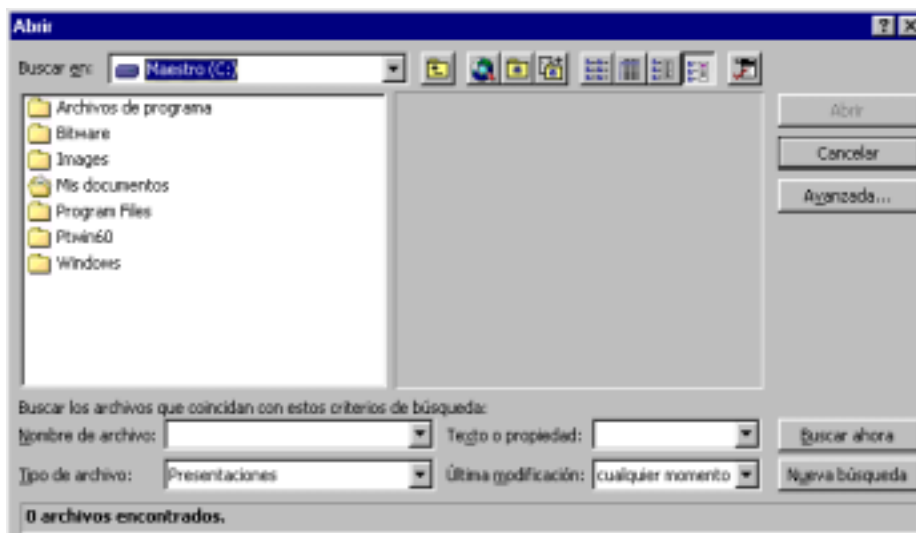 Abrir
Buscar en: Maestro (C:)
Archivos de programa
Bitware
Images
Mis documentos
Program Files
Ptwin60
Windows
Abrir
Cancelar
Avanzada...
Buscar los archivos que coincidan con estos criterios de búsqueda:
Nombre de archivo: Texto o propiedad: Buscar ahora
Tipo de archivo: Presentaciones Última modificación: cualquier momento Nueva búsqueda
0 archivos encontrados.